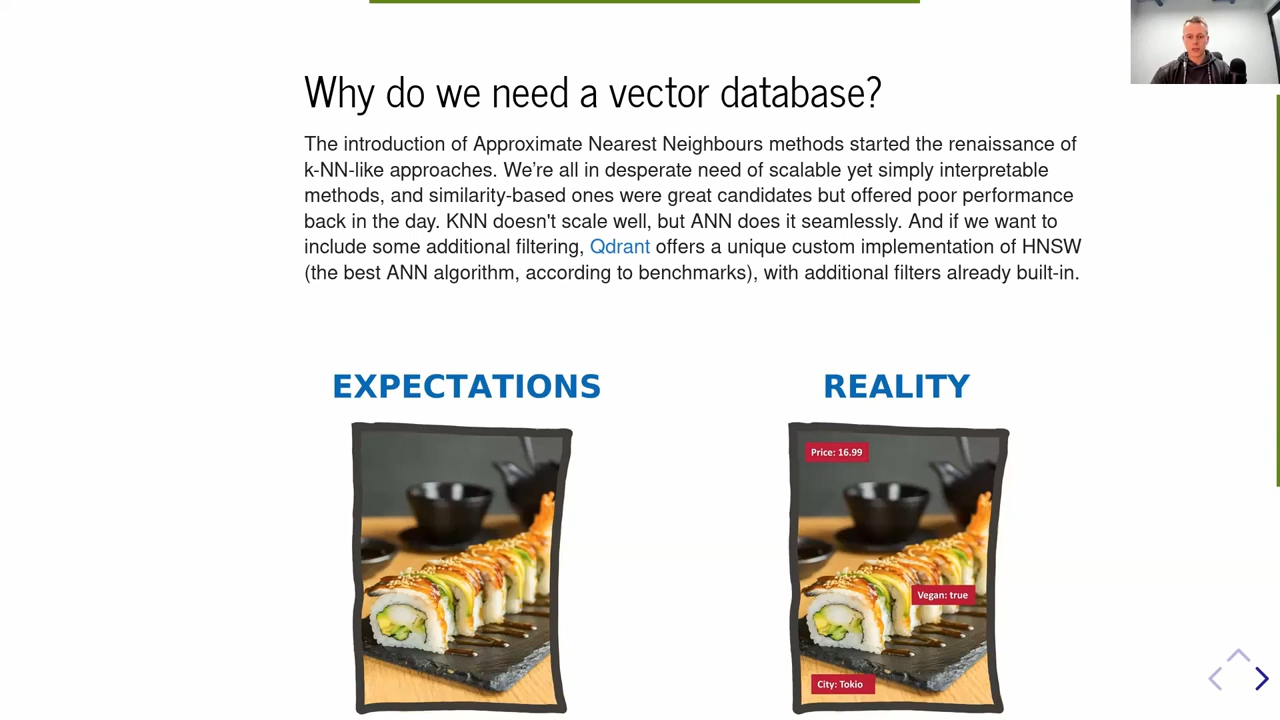 Why do we need a vector database?
The introduction of Approximate Nearest Neighbours methods started the renaissance of
k-NN-like approaches. We’re all in desperate need of scalable yet simply interpretable
methods, and similarity-based ones were great candidates but offered poor performance
back in the day. KNN doesn't scale well, but ANN does it seamlessly. And if we want to
include some additional filtering, Qdrant offers a unique custom implementation of HNSW
(the best ANN algorithm, according to benchmarks), with additional filters already built-in.
EXPECTATIONS
REALITY
Price: 16.99
Vegan: true
City: Tokio